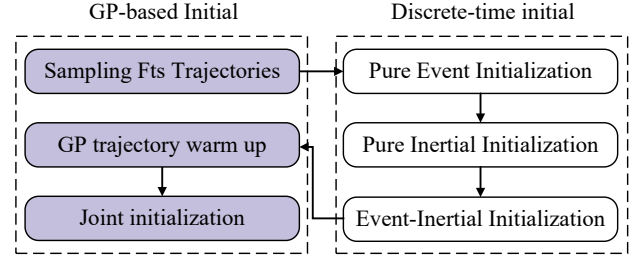 GP-based Initial
Discrete-time initial
Sampling Fts Trajectories
Pure Event Initialization
GP trajectory warm up
Pure Inertial Initialization
Joint initialization
Event-Inertial Initialization